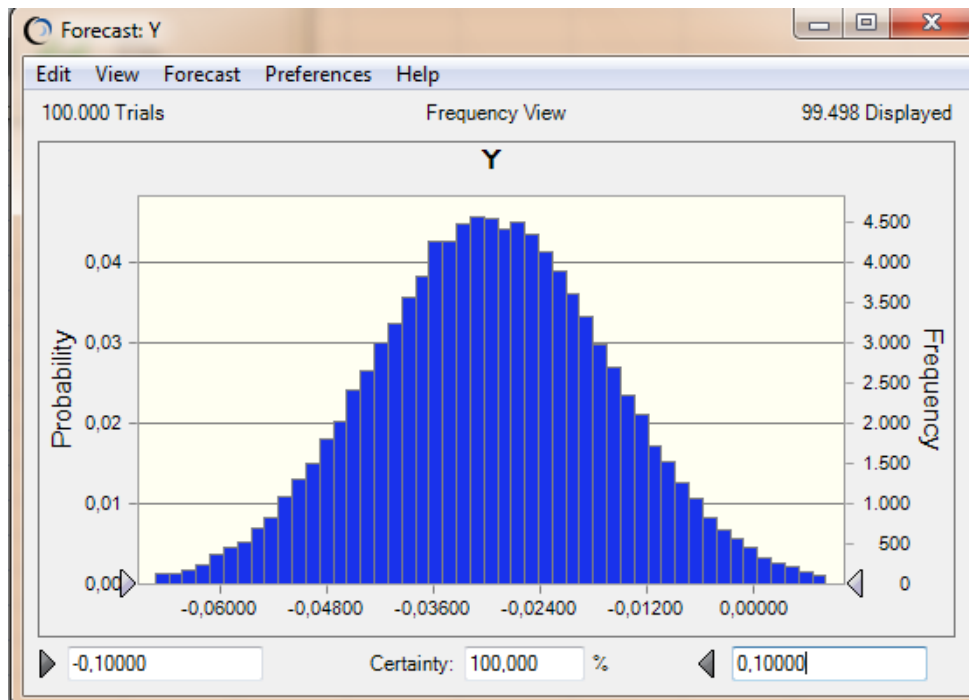 Forecast: Y
Edit View Forecast Preferences Help
100.000 Trials Frequency View 99.498 Displayed
Y
Probability
0,04
0,03
0,02
0,01
0,00
4.500
4.000
3.500
3.000
2.500
2.000
1.500
1.000
500
0
Frequency
-0,06000 -0,04800 -0,03600 -0,02400 -0,01200 0,00000
-0,10000 Certainty: 100,000 % 0,10000